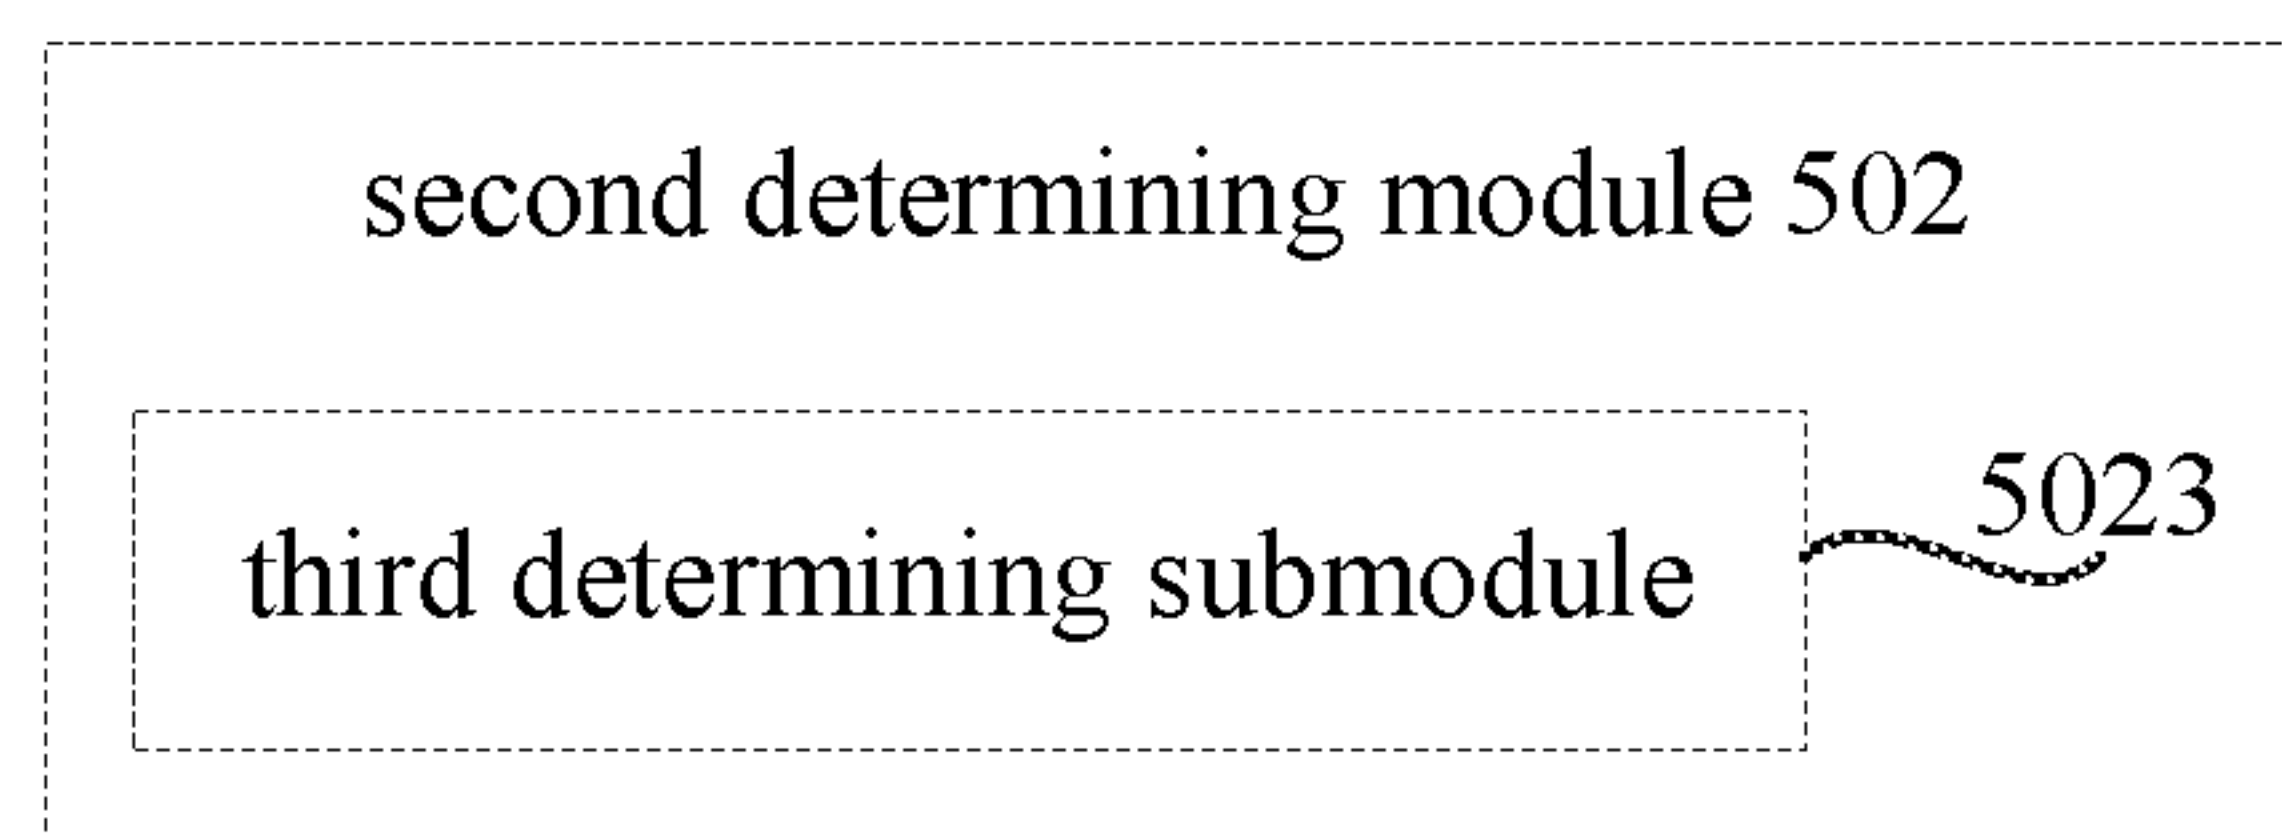 second determining module 502
5023
third determining submodule